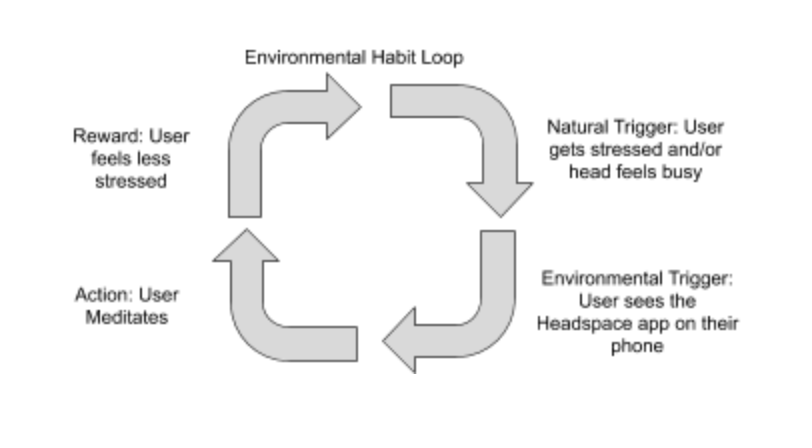 Environmental Habit Loop
Natural Trigger: User
gets stressed and/or
head feels busy
Environmental Trigger:
User sees the
Headspace app on their
phone
Action: User
Meditates
Reward: User
feels less
stressed